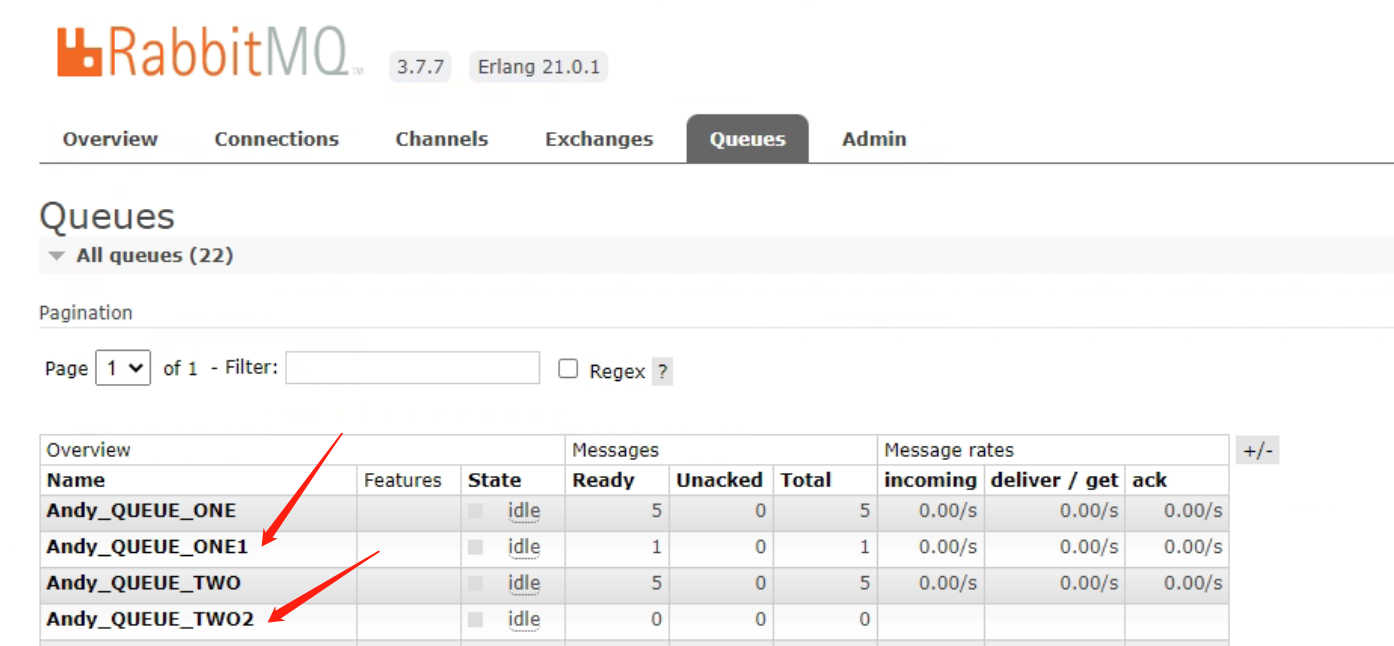 RabbitMQ TM 3.7.7 Erlang 21.0.1
Overview Connections Channels Exchanges Queues Admin
Queues
All queues (22)
Pagination
Page 1 of 1 - Filter: Regex ?
Overview Messages Message rates +/-
Name Features State Ready Unacked Total incoming deliver / get ack
Andy_QUEUE_ONE idle 5 0 5 0.00/s 0.00/s 0.00/s
Andy_QUEUE_ONE1 idle 1 0 1 0.00/s 0.00/s 0.00/s
Andy_QUEUE_TWO idle 5 0 5 0.00/s 0.00/s 0.00/s
Andy_QUEUE_TWO2 idle 0 0 0